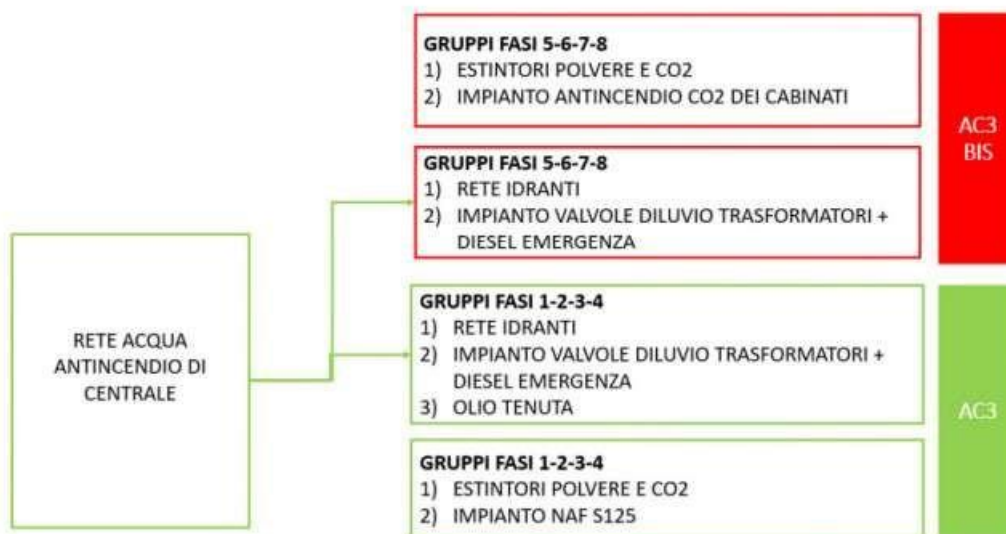 GRUPPI FASI 5-6-7-8
1) ESTINTORI POLVERE E CO2
2) IMPIANTO ANTINCENDIO CO2 DEI CABINATI
AC3
BIS
GRUPPI FASI 5-6-7-8
1) RETE IDRANTI
2) IMPIANTO VALVOLE DILUVIO TRASFORMATORI +
DIESEL EMERGENZA
RETE ACQUA
ANTINCENDIO DI
CENTRALE
GRUPPI FASI 1-2-3-4
1) RETE IDRANTI
2) IMPIANTO VALVOLE DILUVIO TRASFORMATORI +
DIESEL EMERGENZA
3) OLIO TENUTA
AC3
GRUPPI FASI 1-2-3-4
1) ESTINTORI POLVERE E CO2
2) IMPIANTO NAF S125